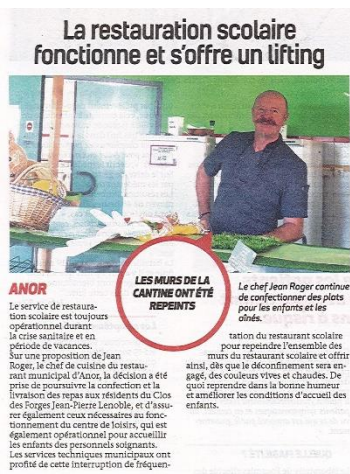 La restauration scolaire
fonctionne et s'offre un lifting
ANOR
Le service de restaura-
tion scolaire est toujours
opérationnel durant
la crise sanitaire et en
période de vacances.
Sur une proposition de Jean
Roger, le chef de cuisine du restau-
rant municipal d'Anor, la décision a été
prise de poursuivre la confection et la
livraison des repas aux résidents du Clos
des Forges Jean-Pierre Lenoble, et d'assu-
rer également ceux nécessaires au fonc-
tionnement du centre de loisirs, qui est
également opérationnel pour accueillir
les enfants des personnels soignants.
Les services techniques municipaux ont
profité de cette interruption de fréquen-
LES MURS DE LA
CANTINE ONT ÉTÉ
REPEINTS
Le chef Jean Roger continue
de confectionner des plats
pour les enfants et les
aînés.
tation du restaurant scolaire
pour repeindre l'ensemble des
murs du restaurant scolaire et offrir
ainsi, dès que le déconfinement sera en-
gagé, des couleurs vives et chaudes. De
quoi reprendre dans la bonne humeur
et améliorer les conditions d'accueil des
enfants.